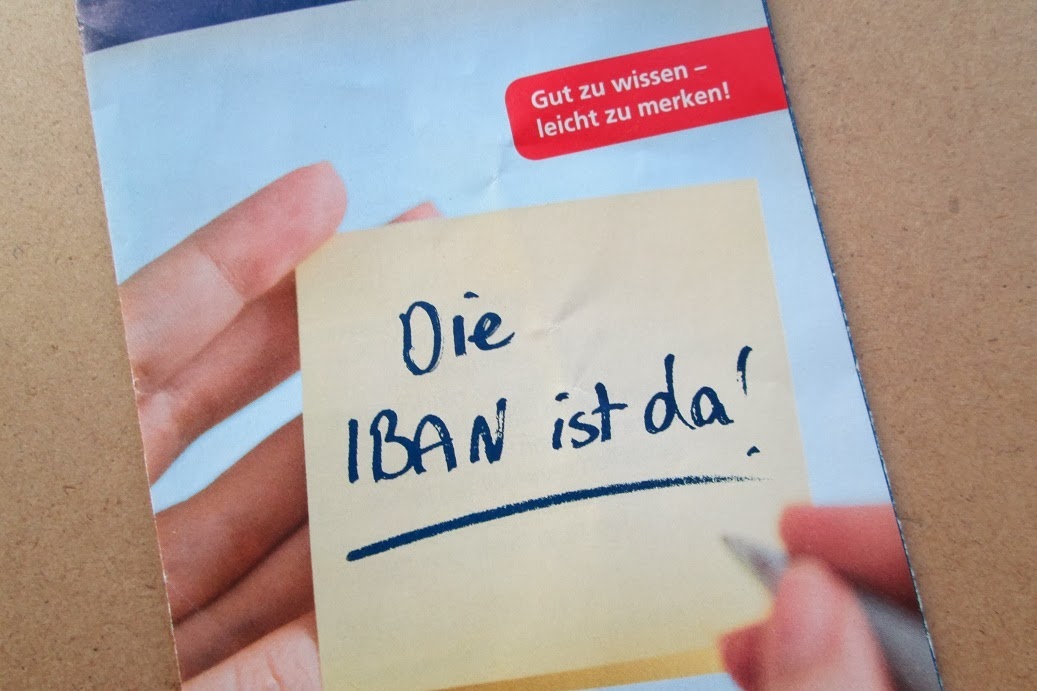 Gut zu wissen –
leicht zu merken!
Die
IBAN ist da!